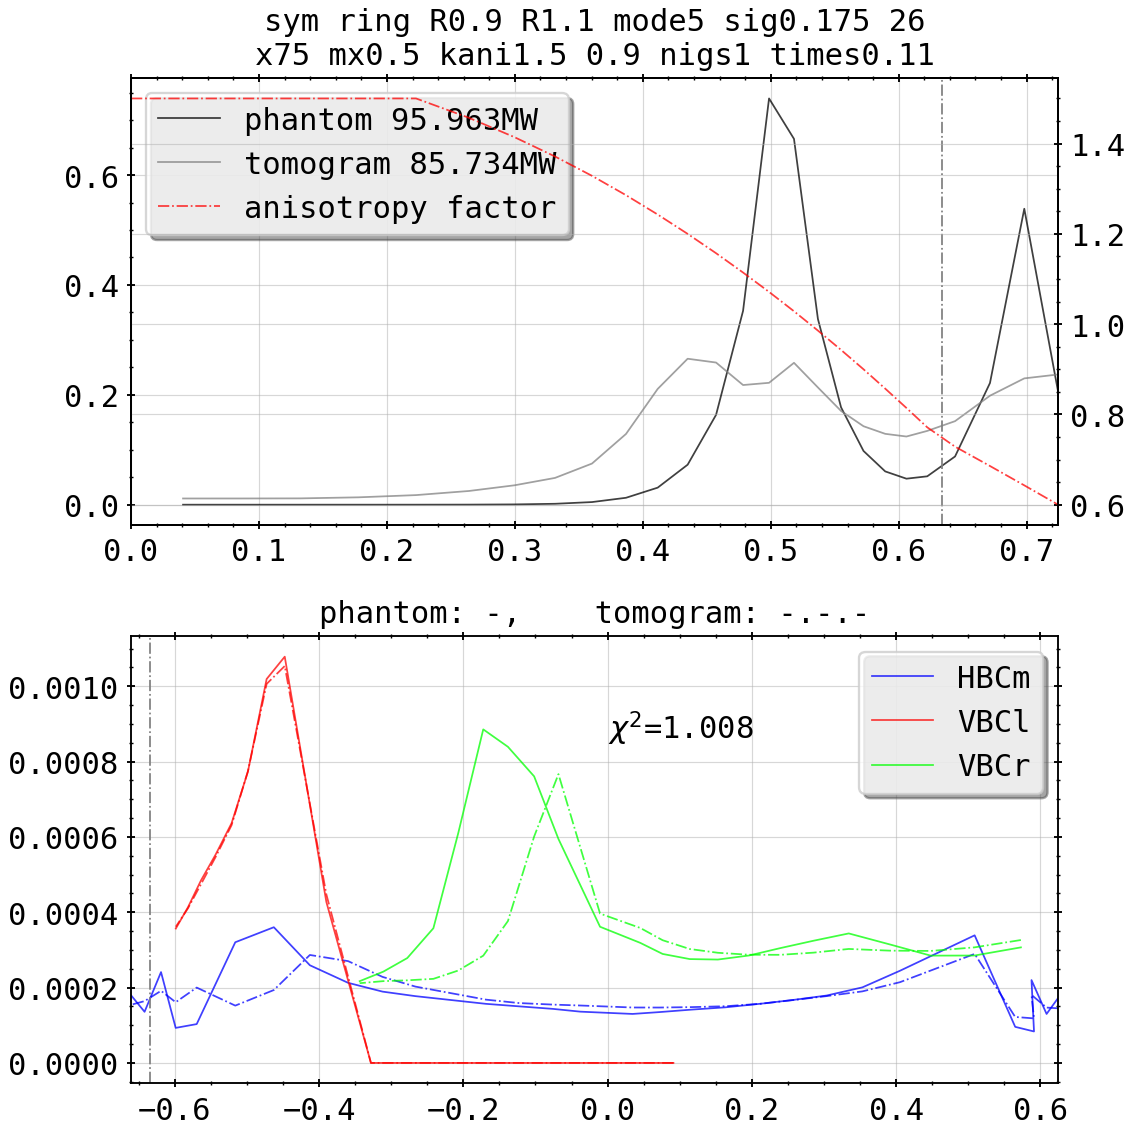 sym ring R0.9 R1.1 mode5 sig0.175 26
x75 mx0.5 kani1.5 0.9 nigs1 times0.11
phantom 95.963MW
tomogram 85.734MW
anisotropy factor
0.6
0.4
0.2
0.0
1.4
1.2
1.0
0.8
0.6
0.0 0.1 0.2 0.3 0.4 0.5 0.6 0.7
phantom: -, tomogram: -.-.-
HBCm
VBCl
VBCr
χ²=1.008
0.0010
0.0008
0.0006
0.0004
0.0002
0.0000
−0.6 −0.4 −0.2 0.0 0.2 0.4 0.6